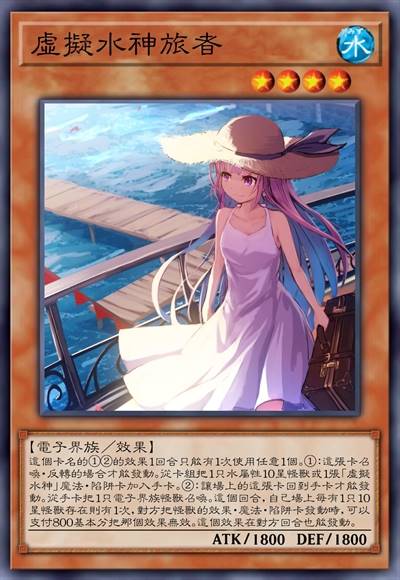 虛擬水神旅者
水
【電子界族／效果】
這個卡名的①②的效果1回合只能有1次使用任意1個。①:這張卡召
喚‧反轉的場合才能發動。從卡組把1只水屬性10星怪獸或1張「虛擬
水神」魔法‧陷阱卡加入手卡。②:讓場上的這張卡回到手卡才能發
動。從手卡把1只電子界族怪獸召喚。這個回合,自己場上每有1只10
星怪獸存在則有1次,對方把怪獸的效果‧魔法‧陷阱卡發動時,可以
支付800基本分把那個效果無效。這個效果在對方回合也能發動。
ATK/1800 DEF/1800